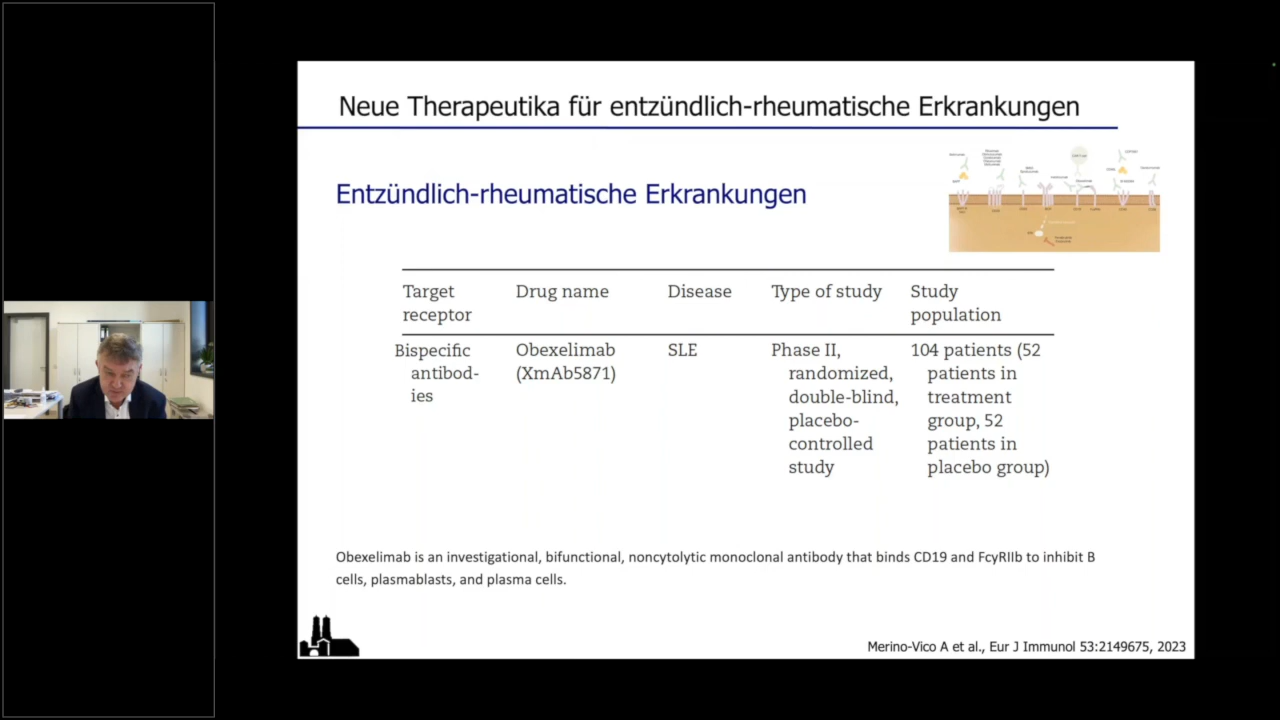 Neue Therapeutika für entzündlich-rheumatische Erkrankungen
Entzündlich-rheumatische Erkrankungen
Target receptor Drug name Disease Type of study Study population
Bispecific antibod-ies
Obexelimab (XmAb5871)
SLE
Phase II,
randomized,
double-blind,
placebo-
controlled
study
104 patients (52
patients in
treatment
group, 52
patients in
placebo group)
Obexelimab is an investigational, bifunctional, noncytolytic monoclonal antibody that binds CD19 and FcγRIIb to inhibit B
cells, plasmablasts, and plasma cells.
Merino-Vico A et al., Eur J Immunol 53:2149675, 2023